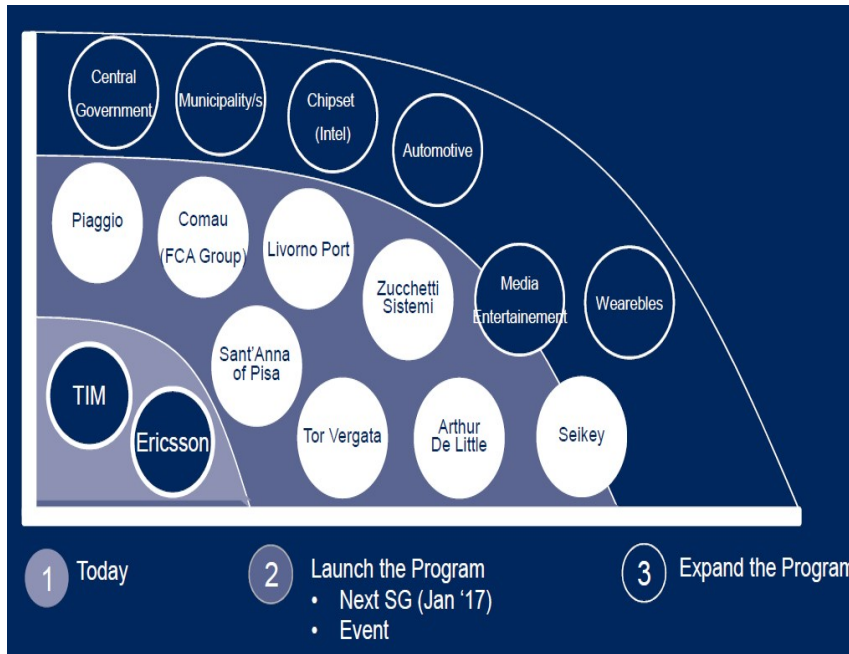 Central
Government
Municipality/s
Chipset
(Intel)
Automotive
Piaggio
Comau
(FCA Group)
Livorno Port
Zucchetti
Sistemi
Media
Entertainement
Wearebles
Sant'Anna
of Pisa
TIM
Ericsson
Tor Vergata
Arthur
De Little
Seikey
1 Today
2 Launch the Program
• Next SG (Jan ‘17)
• Event
3 Expand the Program